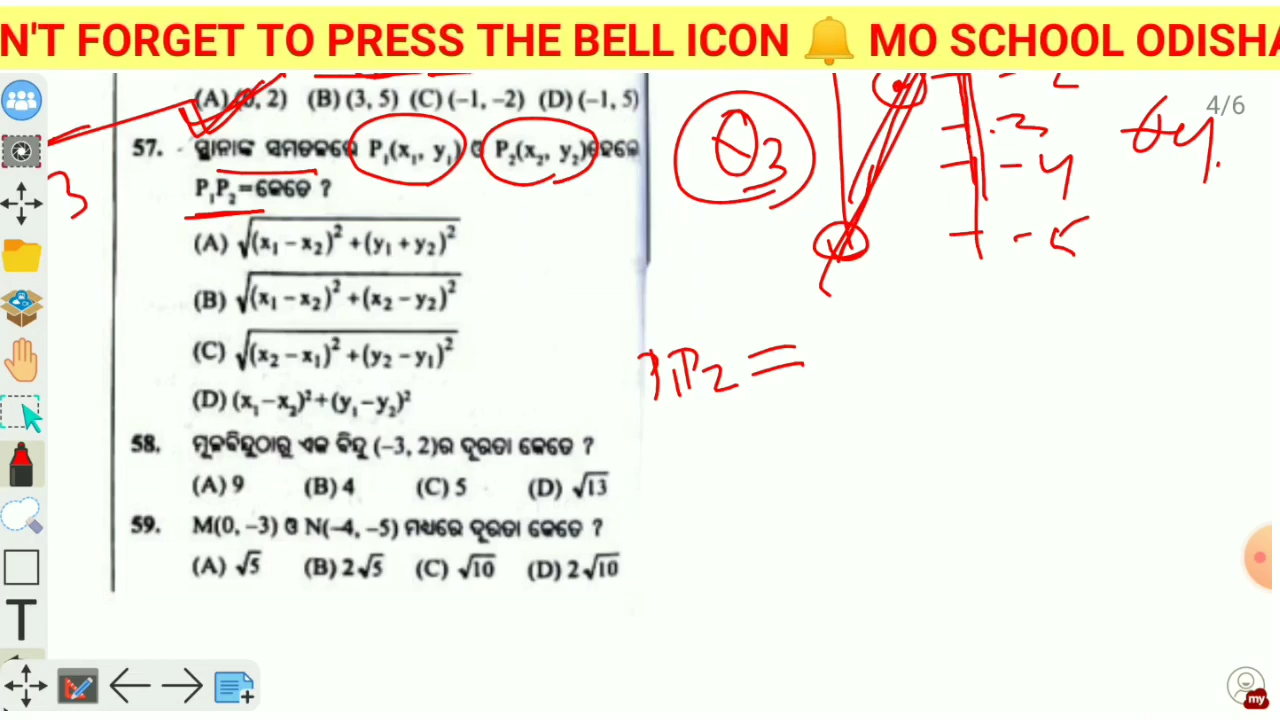 N'T FORGET TO PRESS THE BELL ICON 🔔 MO SCHOOL ODISHA
(A) (0, 2) (B) (3, 5) (C) (−1, −2) (D) (−1, 5)
57. ସ୍ଥାନାଙ୍କ ସମତଳରେ P₁(x₁, y₁) ଓ P₂(x₂, y₂) ହେଲେ
P₁P₂ = କେତେ ?
(A) √(x₁ − x₂)² + (y₁ + y₂)²
(B) √(x₁ − x₂)² + (x₂ − y₂)²
(C) √(x₂ − x₁)² + (y₂ − y₁)²
(D) (x₁ − x₂)² + (y₁ − y₂)²
58. ମୂଳବିନ୍ଦୁଠାରୁ ଏକ ବିନ୍ଦୁ (−3, 2)ର ଦୂରତା କେତେ ?
(A) 9 (B) 4 (C) 5 (D) √13
59. M(0, −3) ଓ N(−4, −5) ମଧ୍ୟରେ ଦୂରତା କେତେ ?
(A) √5 (B) 2√5 (C) √10 (D) 2√10
3
Q₃
-3
-4
-5
4/6
P₁P₂ =
T
my